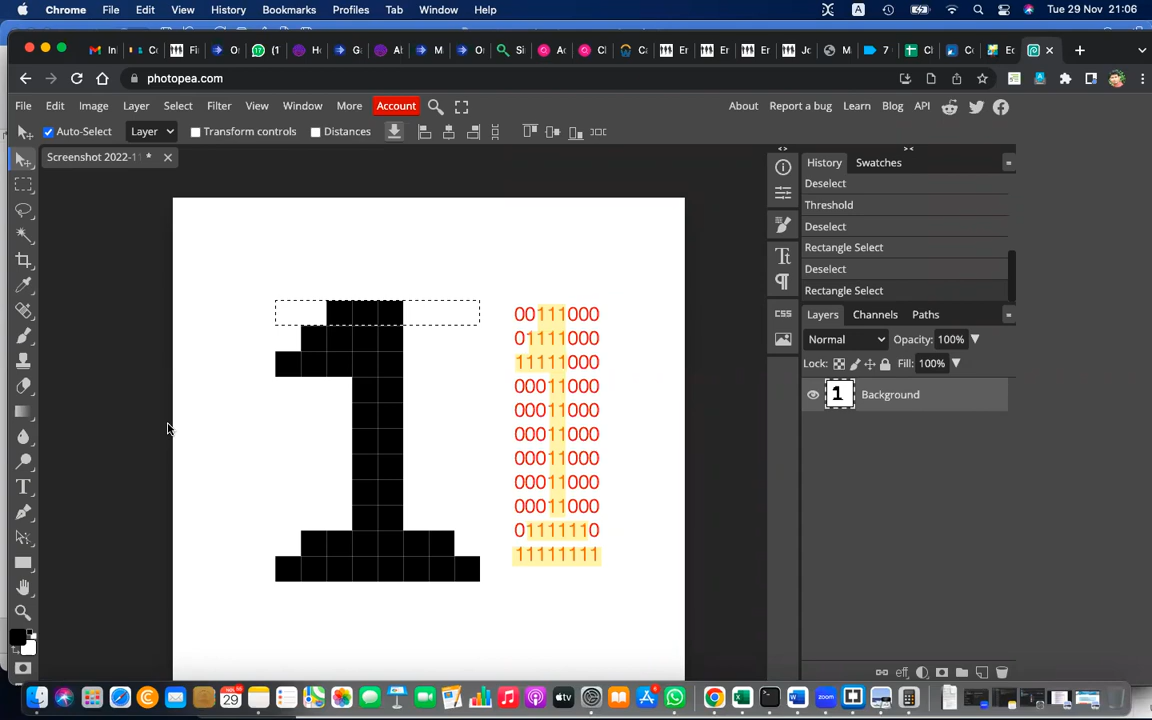 Chrome File Edit View History Bookmarks Profiles Tab Window Help A Tue 29 Nov 21:06
photopea.com
File Edit Image Layer Select Filter View Window More Account About Report a bug Learn Blog API
Auto-Select Layer Transform controls Distances
Screenshot 2022-1 * History Swatches
Deselect
Threshold
Deselect
Rectangle Select
Deselect
Rectangle Select
Layers Channels Paths
Normal Opacity: 100%
Lock: Fill: 100%
Background
00111000
01111000
11111000
00011000
00011000
00011000
00011000
00011000
00011000
01111110
11111111
CSS
eff
zoom